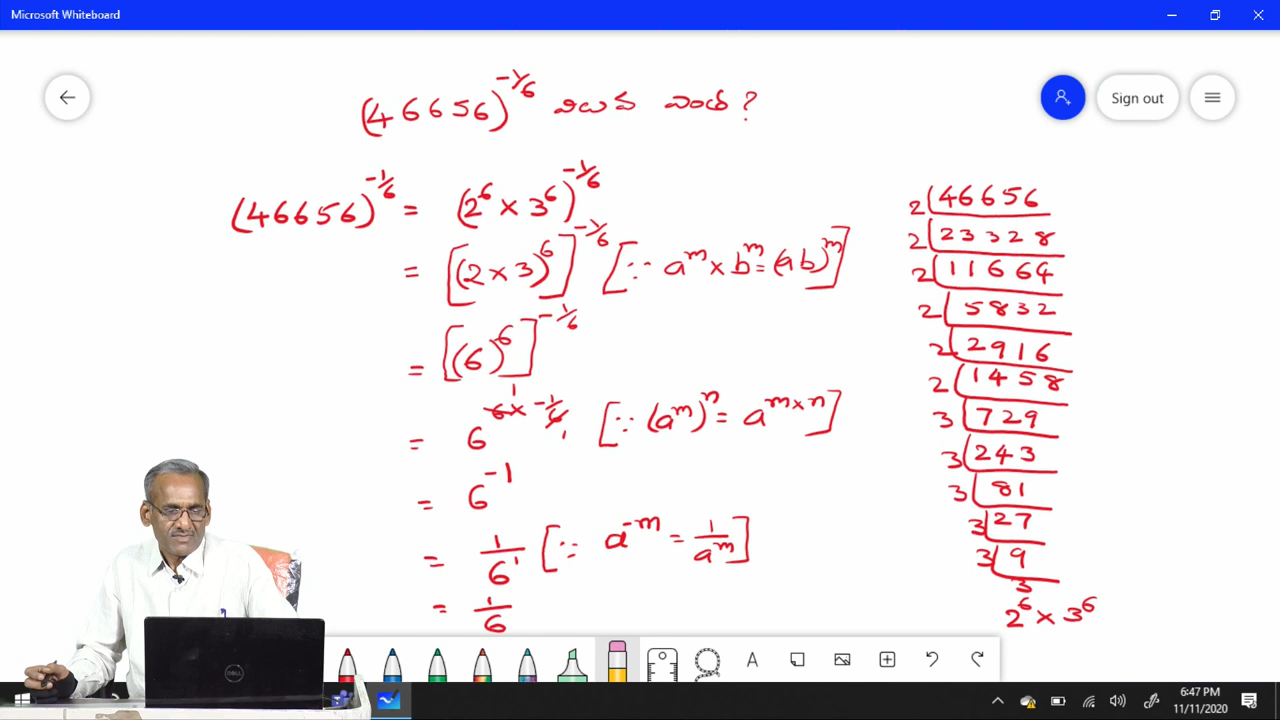 Microsoft Whiteboard
Sign out
(46656)^-1/6 విలువ ఎంత ?
(46656)^-1/6 = (2^6 × 3^6)^-1/6
= [(2 × 3)^6]^-1/6 [∵ a^m × b^m = (ab)^m]
= [(6)^6]^-1/6
1
= 6^6 × -1/6 [∵ (a^m)^n = a^m×n]
1
= 6^-1
= 1/6^1 [∵ a^-m = 1/a^m]
= 1/6
2 46656
2 23328
2 11664
2 5832
2 2916
2 1458
3 729
3 243
3 81
3 27
3 9
3
2^6 × 3^6
DELL
A
6:47 PM
11/11/2020